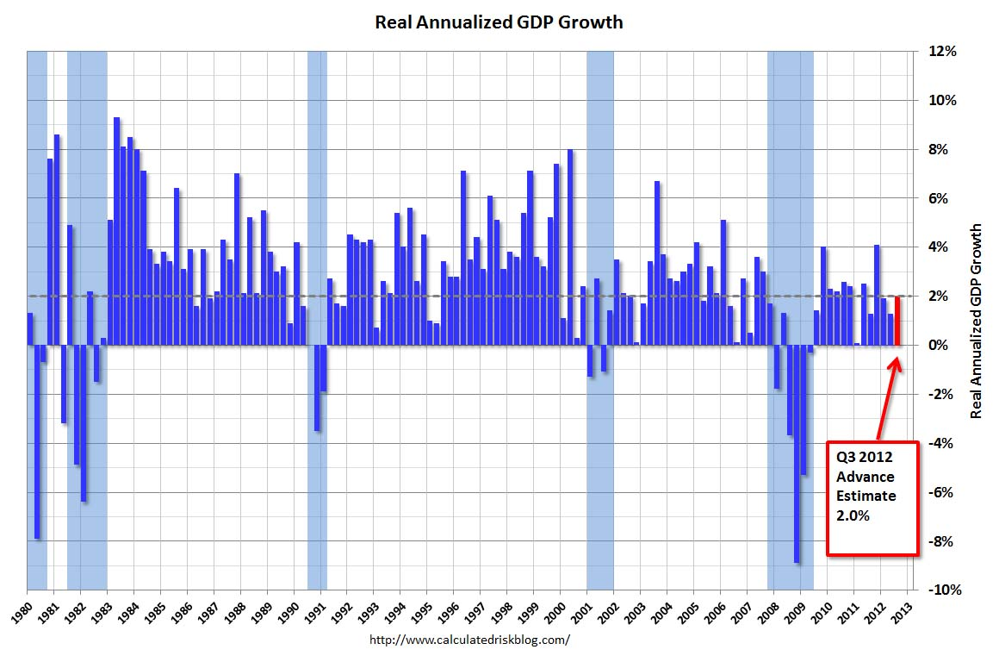 Real Annualized GDP Growth
12%
10%
8%
6%
4%
2%
0%
-2%
-4%
-6%
-8%
-10%
Real Annualized GDP Growth
Q3 2012
Advance
Estimate
2.0%
1980 1981 1982 1983 1984 1985 1986 1987 1988 1989 1990 1991 1992 1993 1994 1995 1996 1997 1998 1999 2000 2001 2002 2003 2004 2005 2006 2007 2008 2009 2010 2011 2012 2013
http://www.calculatedriskblog.com/